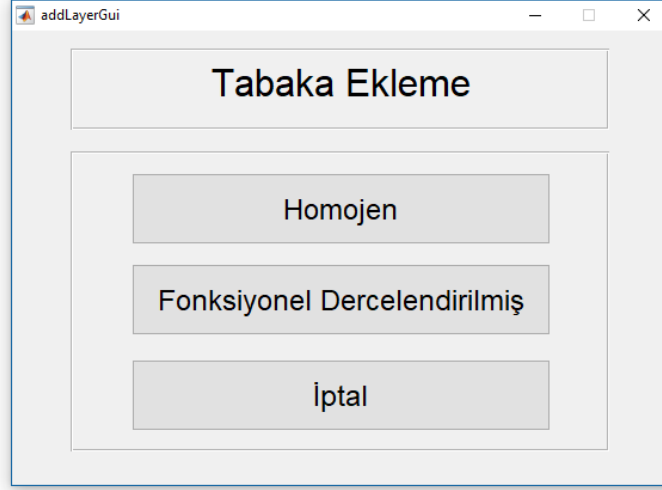 addLayerGui
Tabaka Ekleme
Homojen
Fonksiyonel Dercelendirilmiş
İptal